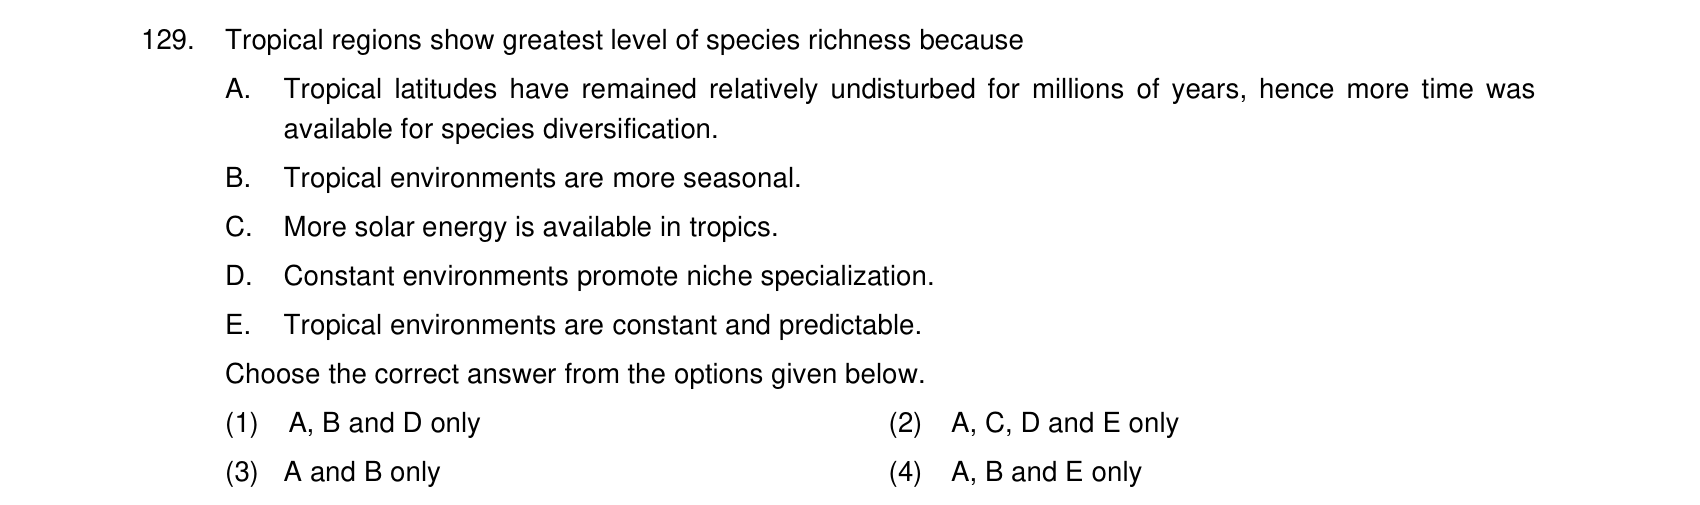 129. Tropical regions show greatest level of species richness because
A. Tropical latitudes have remained relatively undisturbed for millions of years, hence more time was
available for species diversification.
B. Tropical environments are more seasonal.
C. More solar energy is available in tropics.
D. Constant environments promote niche specialization.
E. Tropical environments are constant and predictable.
Choose the correct answer from the options given below.
(1) A, B and D only (2) A, C, D and E only
(3) A and B only (4) A, B and E only